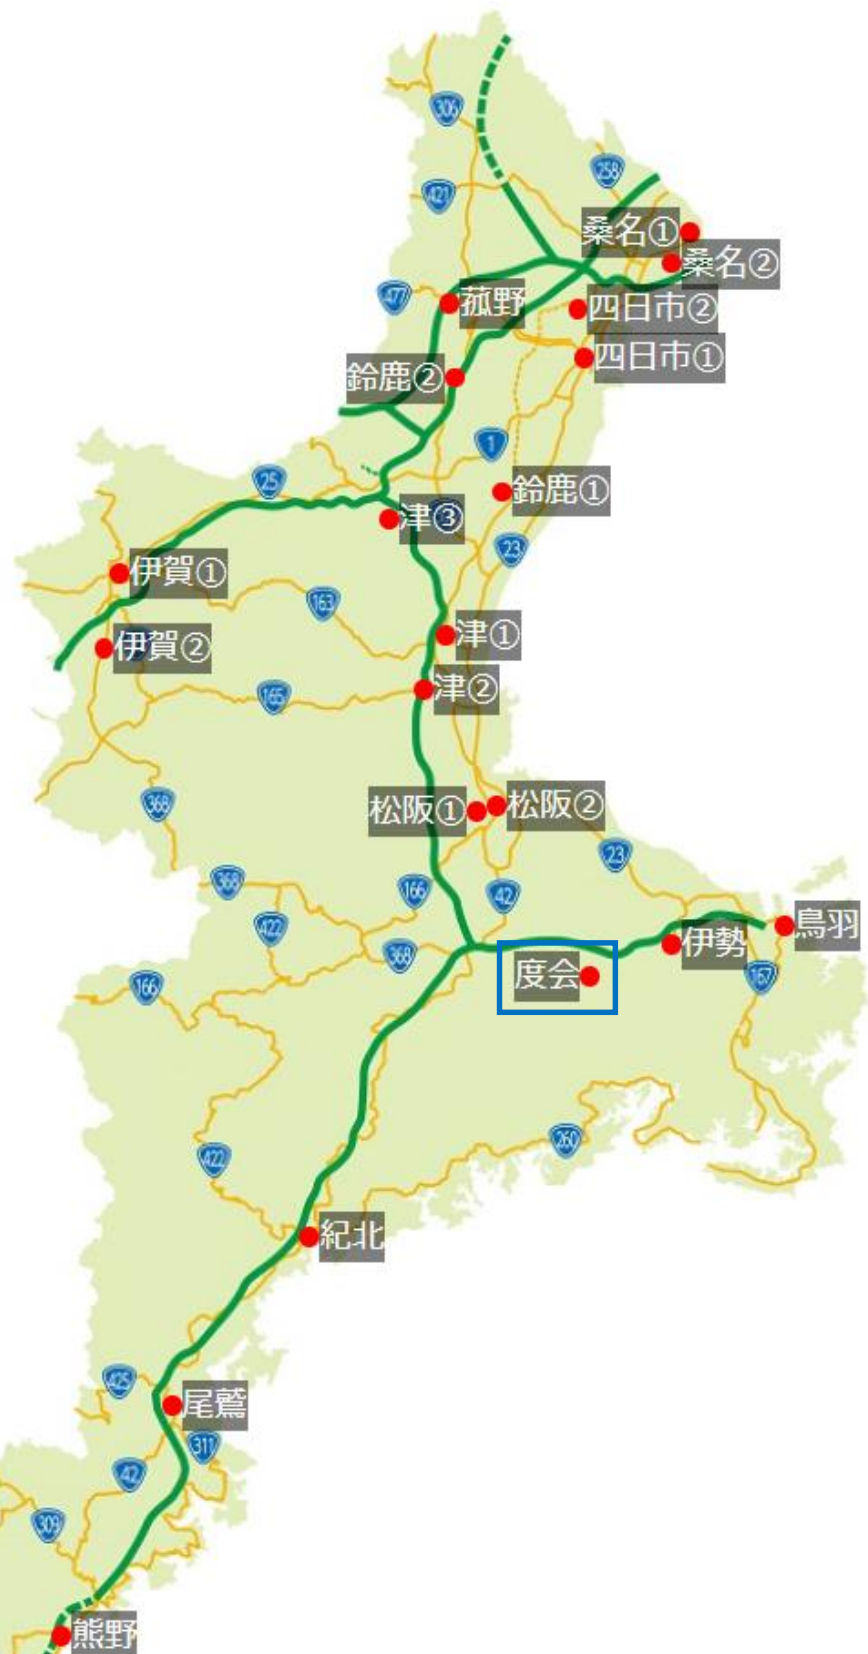 306
258
421
桑名①
桑名②
477
菰野
四日市②
四日市①
鈴鹿②
1
25
鈴鹿①
津③
23
伊賀①
163
津①
伊賀②
津②
165
368
松阪①
松阪②
23
368
166
42
422
鳥羽
伊勢
368
度会
167
166
260
422
紀北
425
尾鷲
311
42
309
熊野